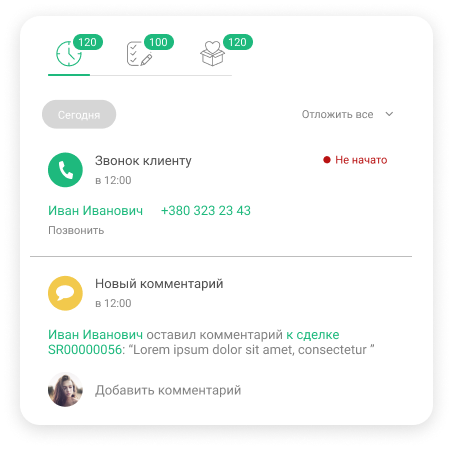 120 100 120
Сегодня Отложить все
Звонок клиенту Не начато
в 12:00
Иван Иванович +380 323 23 43
Позвонить
Новый комментарий
в 12:00
Иван Иванович оставил комментарий к сделке
SR00000056: “Lorem ipsum dolor sit amet, consectetur ”
Добавить комментарий